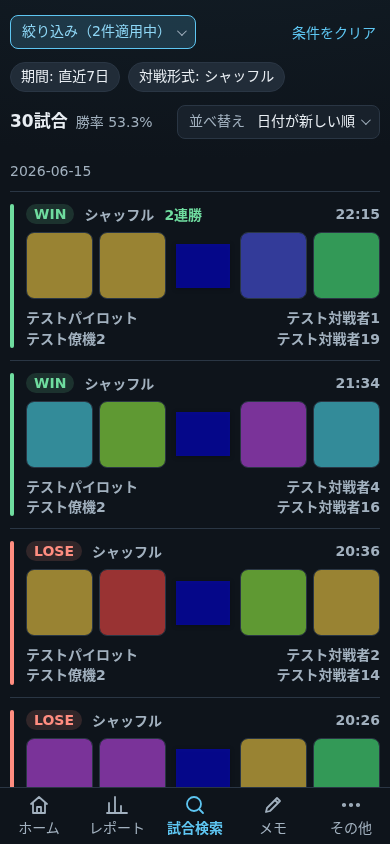 絞り込み（2件適用中）
条件をクリア
期間: 直近7日
対戦形式: シャッフル
30試合 勝率 53.3%
並べ替え 日付が新しい順
2026-06-15
WIN シャッフル 2連勝 22:15
テストパイロット テスト対戦者1
テスト僚機2 テスト対戦者19
WIN シャッフル 21:34
テストパイロット テスト対戦者4
テスト僚機2 テスト対戦者16
LOSE シャッフル 20:36
テストパイロット テスト対戦者2
テスト僚機2 テスト対戦者14
LOSE シャッフル 20:26
ホーム レポート 試合検索 メモ その他